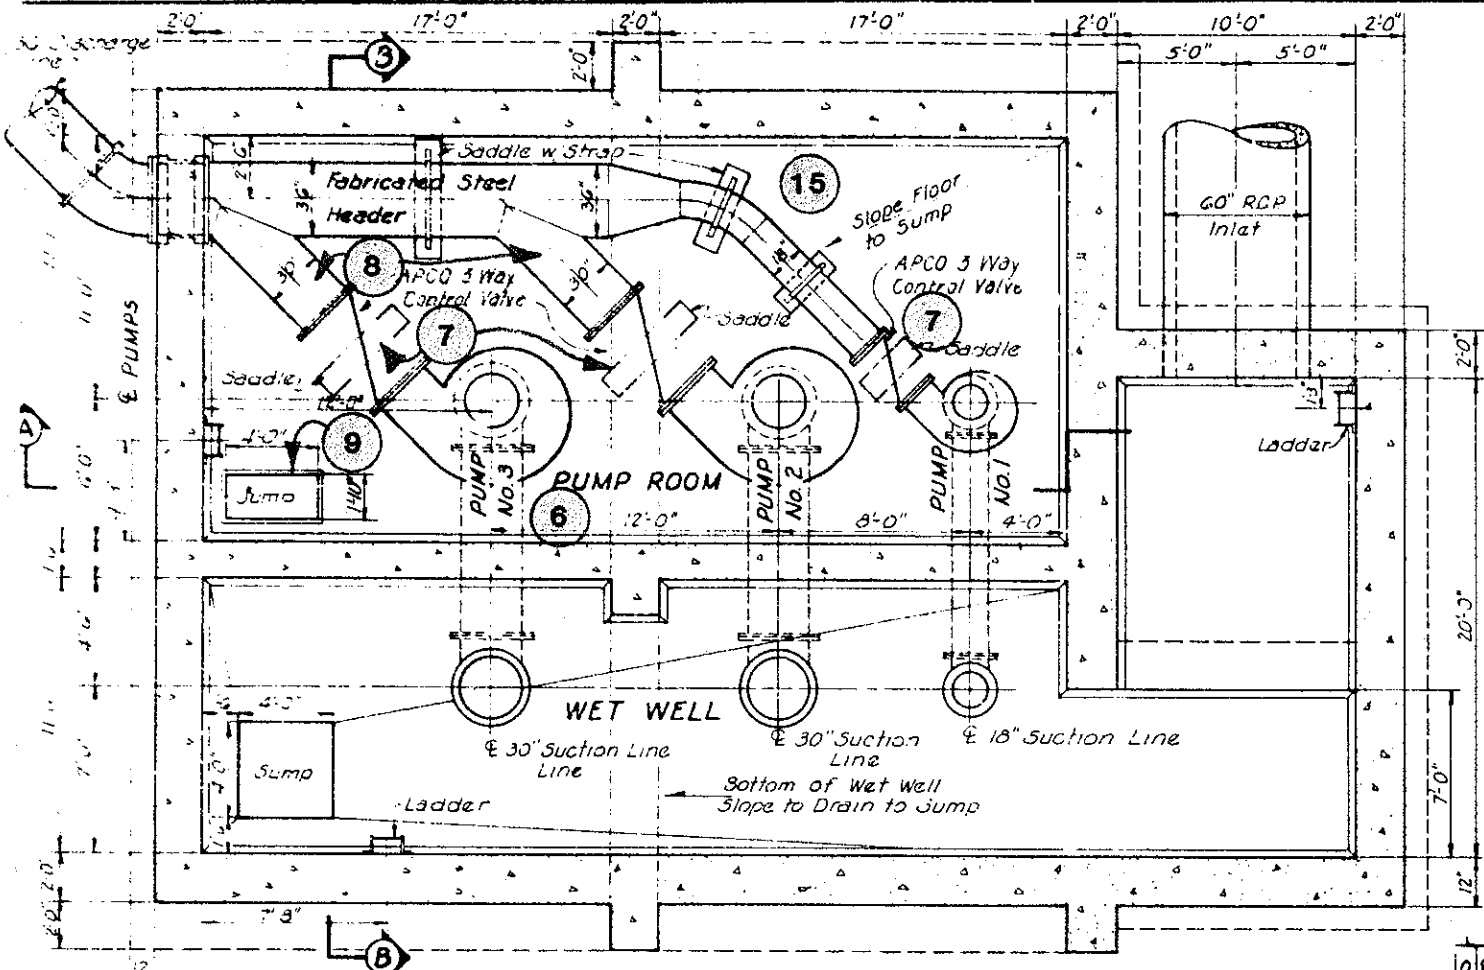 2'-0"
17'-0"
2'-0"
17'-0"
2'-0"
10'-0"
2'-0"
5'-0"
5'-0"
3
2'-0"
Saddle w Strap
15
Fabricated Steel
Header
36"
36"
2'-6"
Slope Floor
to Sump
60" RCP
Inlet
18"
8
30"
30"
APCO 3 Way
Control Valve
APCO 3 Way
Control Valve
7
7
Saddle
Saddle
Saddle
℄ PUMPS
2'-0"
A
9
4'-0"
Ladder
Sump
PUMP
No. 3
PUMP ROOM
PUMP
No. 2
PUMP
No. 1
6
12'-0"
8'-0"
4'-0"
20'-0"
WET WELL
℄ 30" Suction Line
Line
℄ 30" Suction
Line
℄ 18" Suction Line
4'-0"
Sump
Ladder
Bottom of Wet Well
Slope to Drain to Sump
7'-0"
12"
7'8"
B